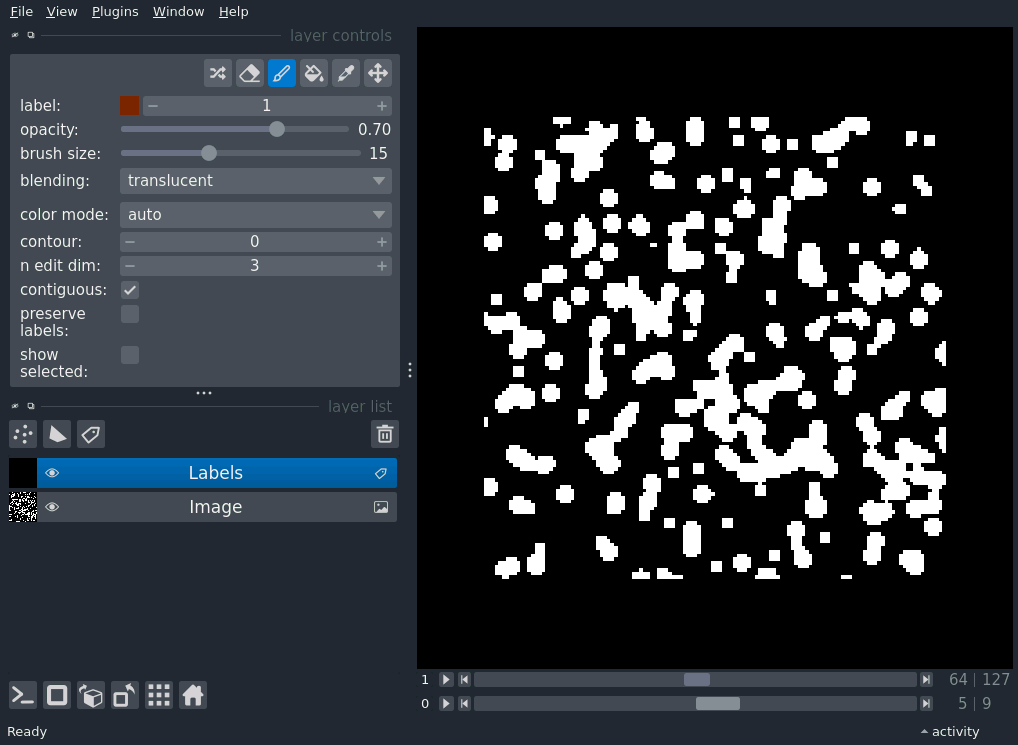 File View Plugins Window Help
layer controls
label: 1
opacity: 0.70
brush size: 15
blending: translucent
color mode: auto
contour: 0
n edit dim: 3
contiguous:
preserve
labels:
show
selected:
layer list
Labels
Image
1 64 | 127
0 5 | 9
Ready activity